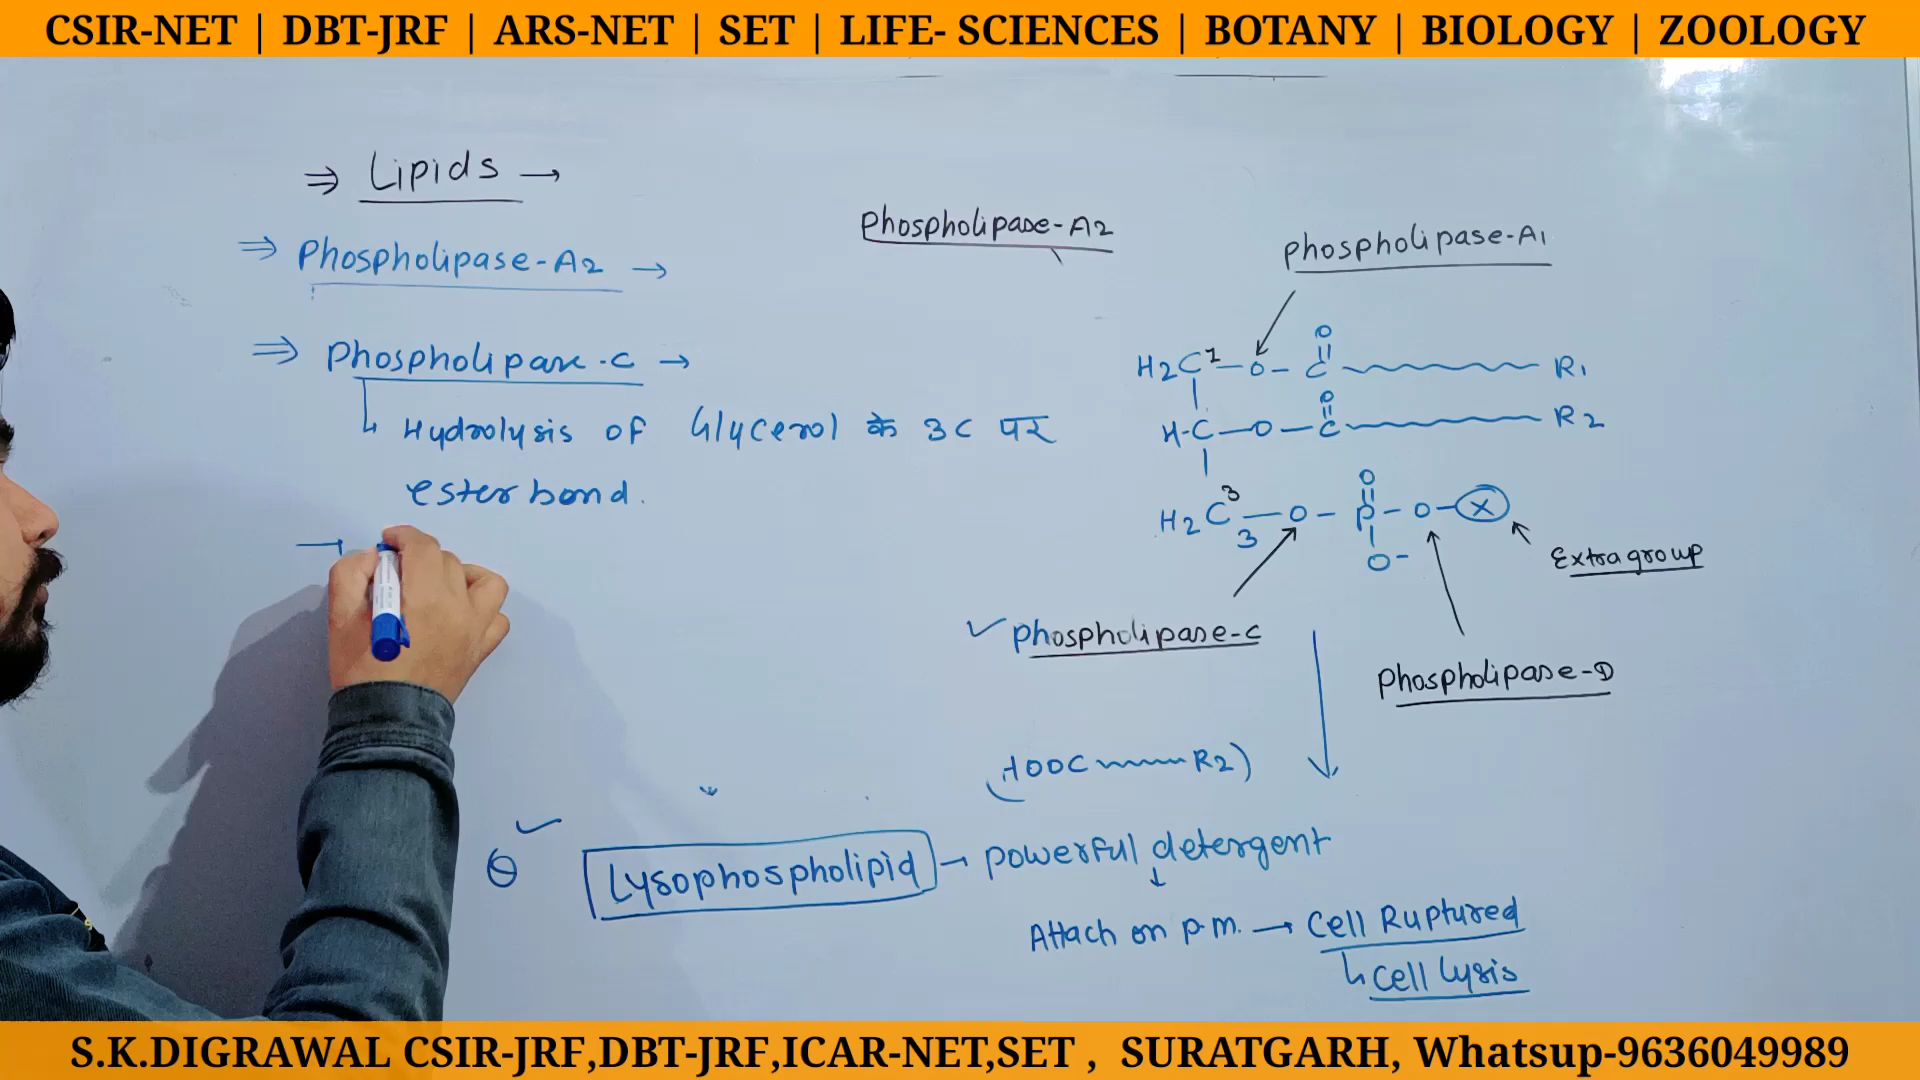 CSIR-NET | DBT-JRF | ARS-NET | SET | LIFE- SCIENCES | BOTANY | BIOLOGY | ZOOLOGY
⇒ Lipids →
⇒ Phospholipase-A2 →
⇒ Phospholipase-C →
↳ Hydrolysis of Glycerol के 3C पर
ester bond.
→
Phospholipase-A2
Phospholipase-A1
O
H2C1—O–C R1
O
H-C—O—C R2
O
H2C3—O–P–O–X
3
O-
Extragroup
✓ Phospholipase-C
Phospholipase-D
HOOC R2)
✓
θ Lysophospholipid → powerful detergent
↓
Attach on p.m. → Cell Ruptured
↳ Cell Lysis
S.K.DIGRAWAL CSIR-JRF,DBT-JRF,ICAR-NET,SET , SURATGARH, Whatsup-9636049989